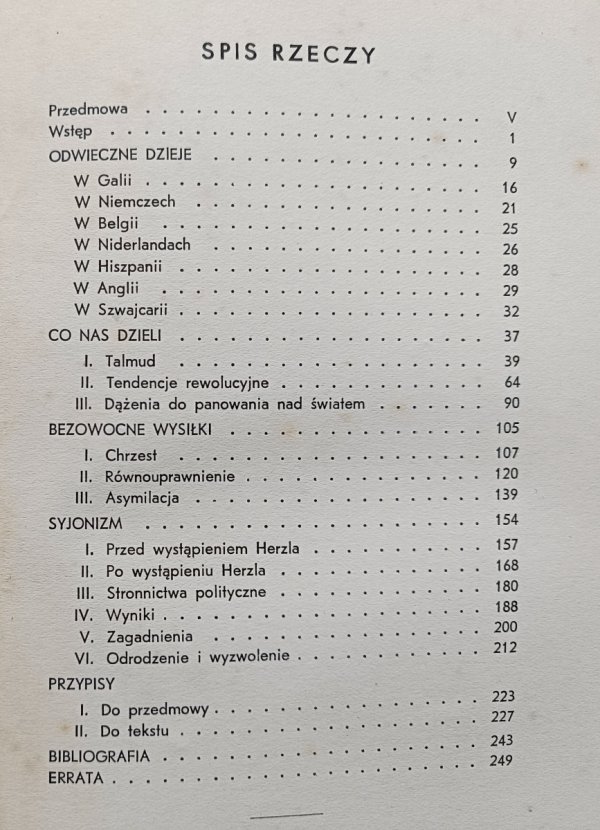 SPIS RZECZY
Przedmowa . . . . . . . . . . . . . . . . V
Wstęp . . . . . . . . . . . . . . . . . 1
ODWIECZNE DZIEJE . . . . . . . . . . . . . 9
W Galii . . . . . . . . . . . . . . . . 16
W Niemczech . . . . . . . . . . . . . 21
W Belgii . . . . . . . . . . . . . . . 25
W Niderlandach . . . . . . . . . . . . 26
W Hiszpanii . . . . . . . . . . . . . . 28
W Anglii . . . . . . . . . . . . . . . 29
W Szwajcarii . . . . . . . . . . . . . . 32
CO NAS DZIELI . . . . . . . . . . . . . . 37
I. Talmud . . . . . . . . . . . . . . 39
II. Tendencje rewolucyjne . . . . . . . . . . 64
III. Dążenia do panowania nad światem . . . . . . 90
BEZOWOCNE WYSIŁKI . . . . . . . . . . . . 105
I. Chrzest . . . . . . . . . . . . . . 107
II. Równouprawnienie . . . . . . . . . . . 120
III. Asymilacja . . . . . . . . . . . . . 139
SYJONIZM . . . . . . . . . . . . . . . 154
I. Przed wystąpieniem Herzla . . . . . . . . 157
II. Po wystąpieniu Herzla . . . . . . . . . . 168
III. Stronnictwa polityczne . . . . . . . . . . 180
IV. Wyniki . . . . . . . . . . . . . . . 188
V. Zagadnienia . . . . . . . . . . . . 200
VI. Odrodzenie i wyzwolenie . . . . . . . . . 212
PRZYPISY
I. Do przedmowy . . . . . . . . . . . . 223
II. Do tekstu . . . . . . . . . . . . . . 227
BIBLIOGRAFIA . . . . . . . . . . . . . . 243
ERRATA . . . . . . . . . . . . . . . . 249